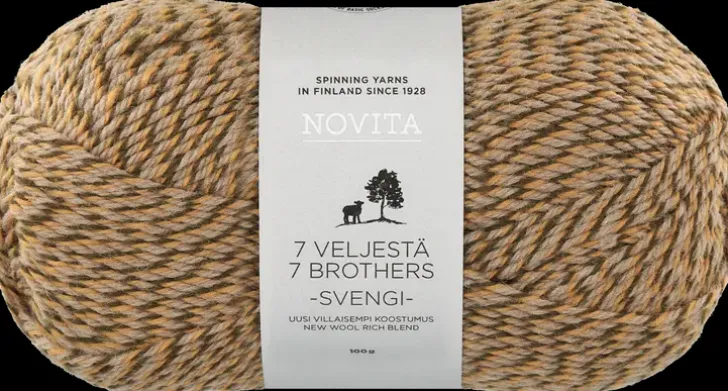 SPINNING YARNS
IN FINLAND SINCE 1928
NOVITA
7 VELJESTÄ
7 BROTHERS
-SVENGI-
UUSI VILLAISEMPI KOOSTUMUS
NEW WOOL RICH BLEND
100g